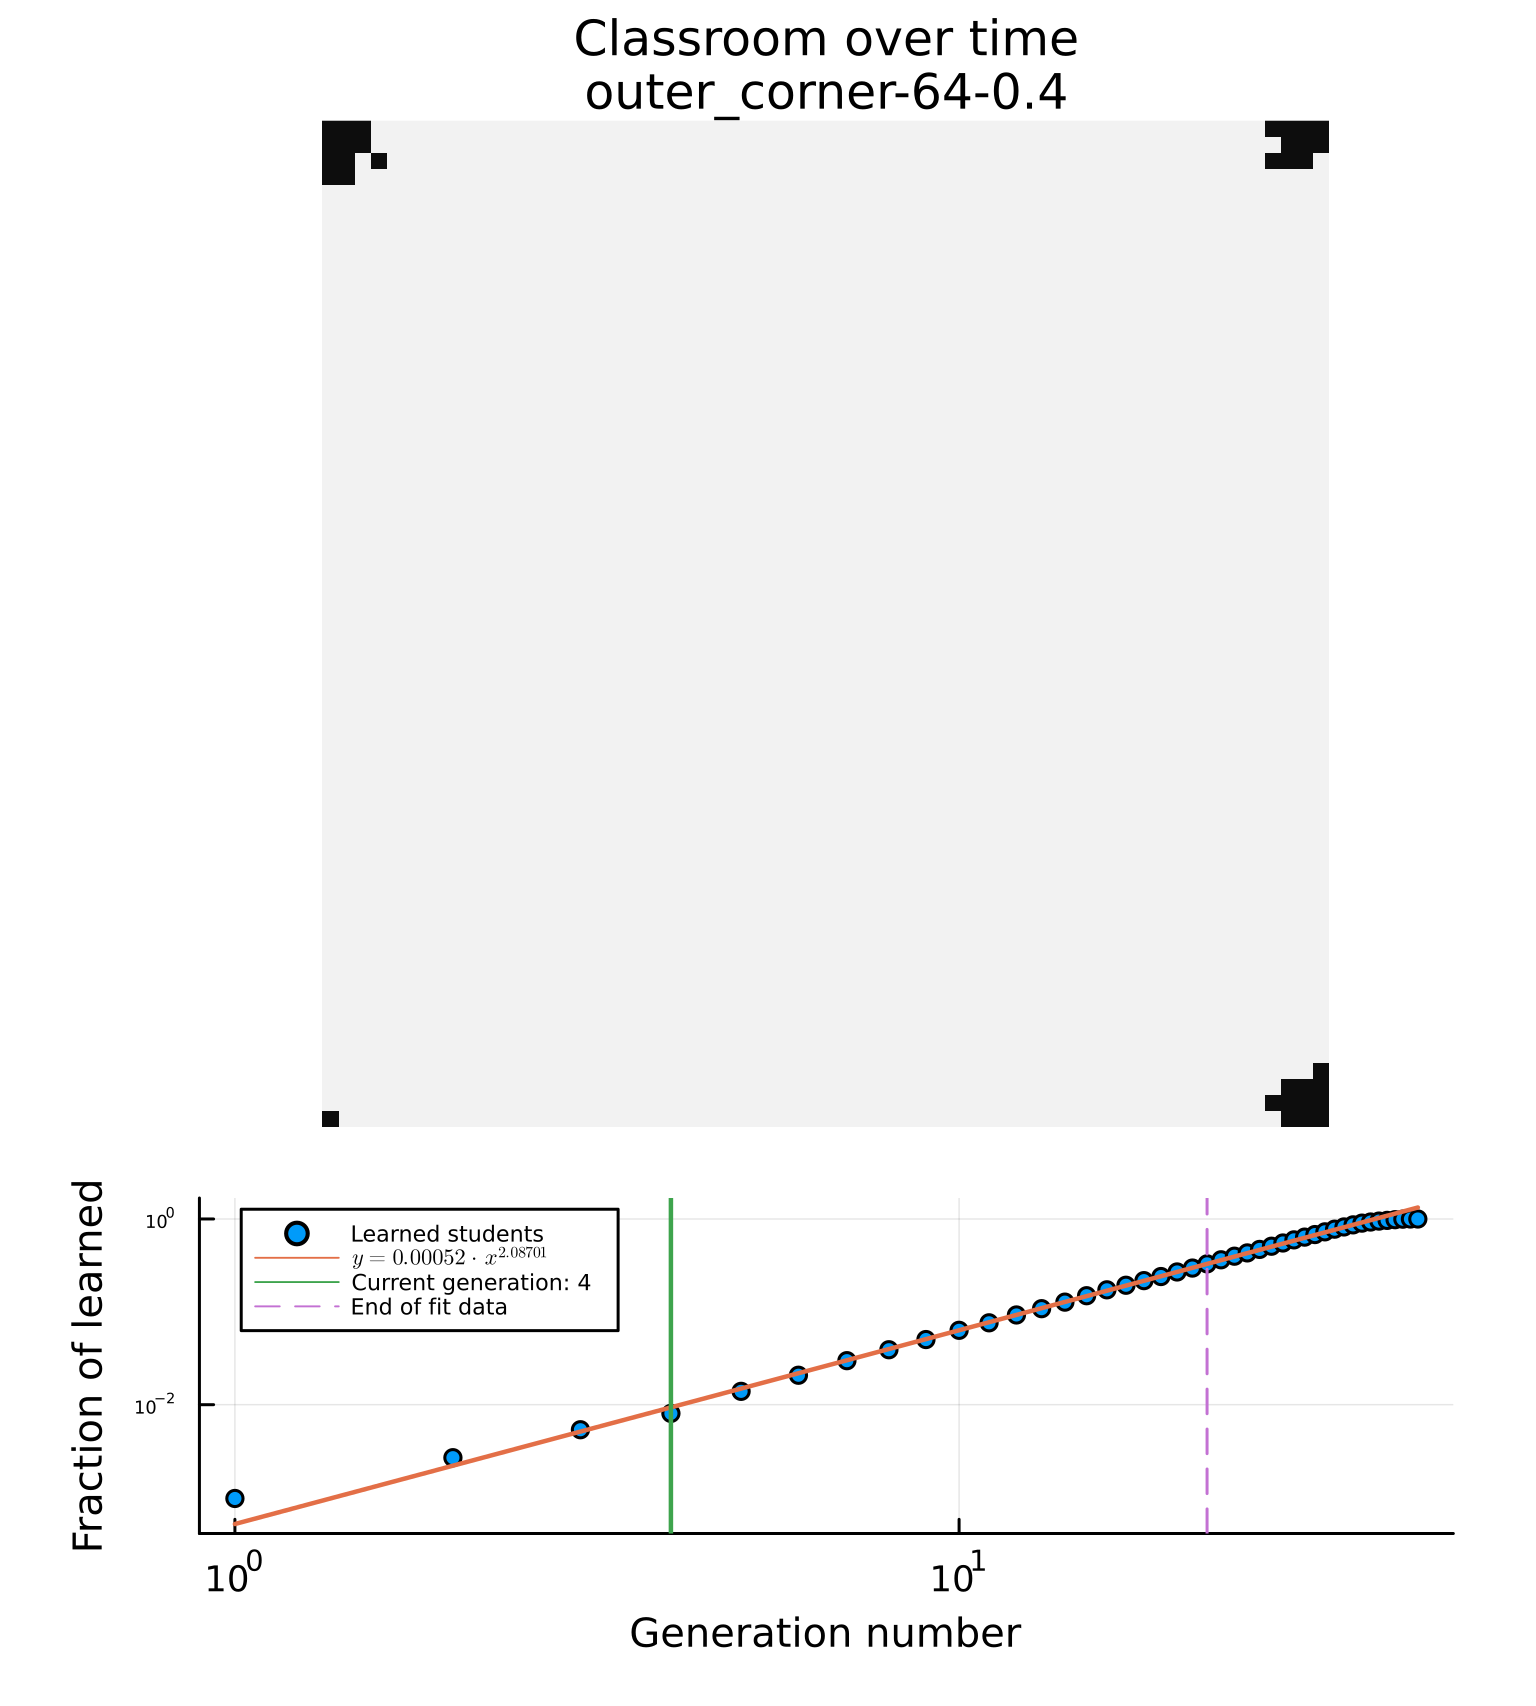 Classroom over time
outer_corner-64-0.4
Fraction of learned
10^0
10^−2
Learned students
y = 0.00052 · x^2.08701
Current generation: 4
End of fit data
10^0
10^1
Generation number